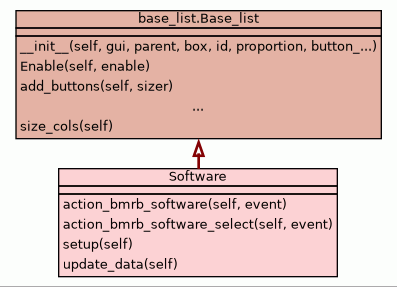 base_list.Base_list
__init__(self, gui, parent, box, id, proportion, button_...)
Enable(self, enable)
add_buttons(self, sizer)
...
size_cols(self)
Software
action_bmrb_software(self, event)
action_bmrb_software_select(self, event)
setup(self)
update_data(self)